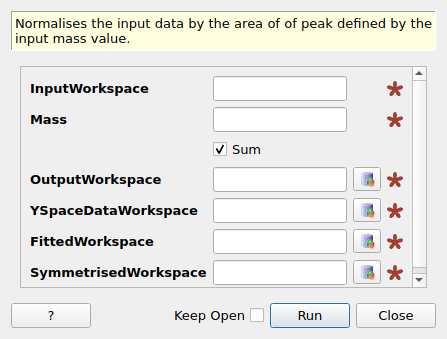 Normalises the input data by the area of of peak defined by the
input mass value.
InputWorkspace
Mass
Sum
OutputWorkspace
YSpaceDataWorkspace
FittedWorkspace
SymmetrisedWorkspace
? Keep Open Run Close